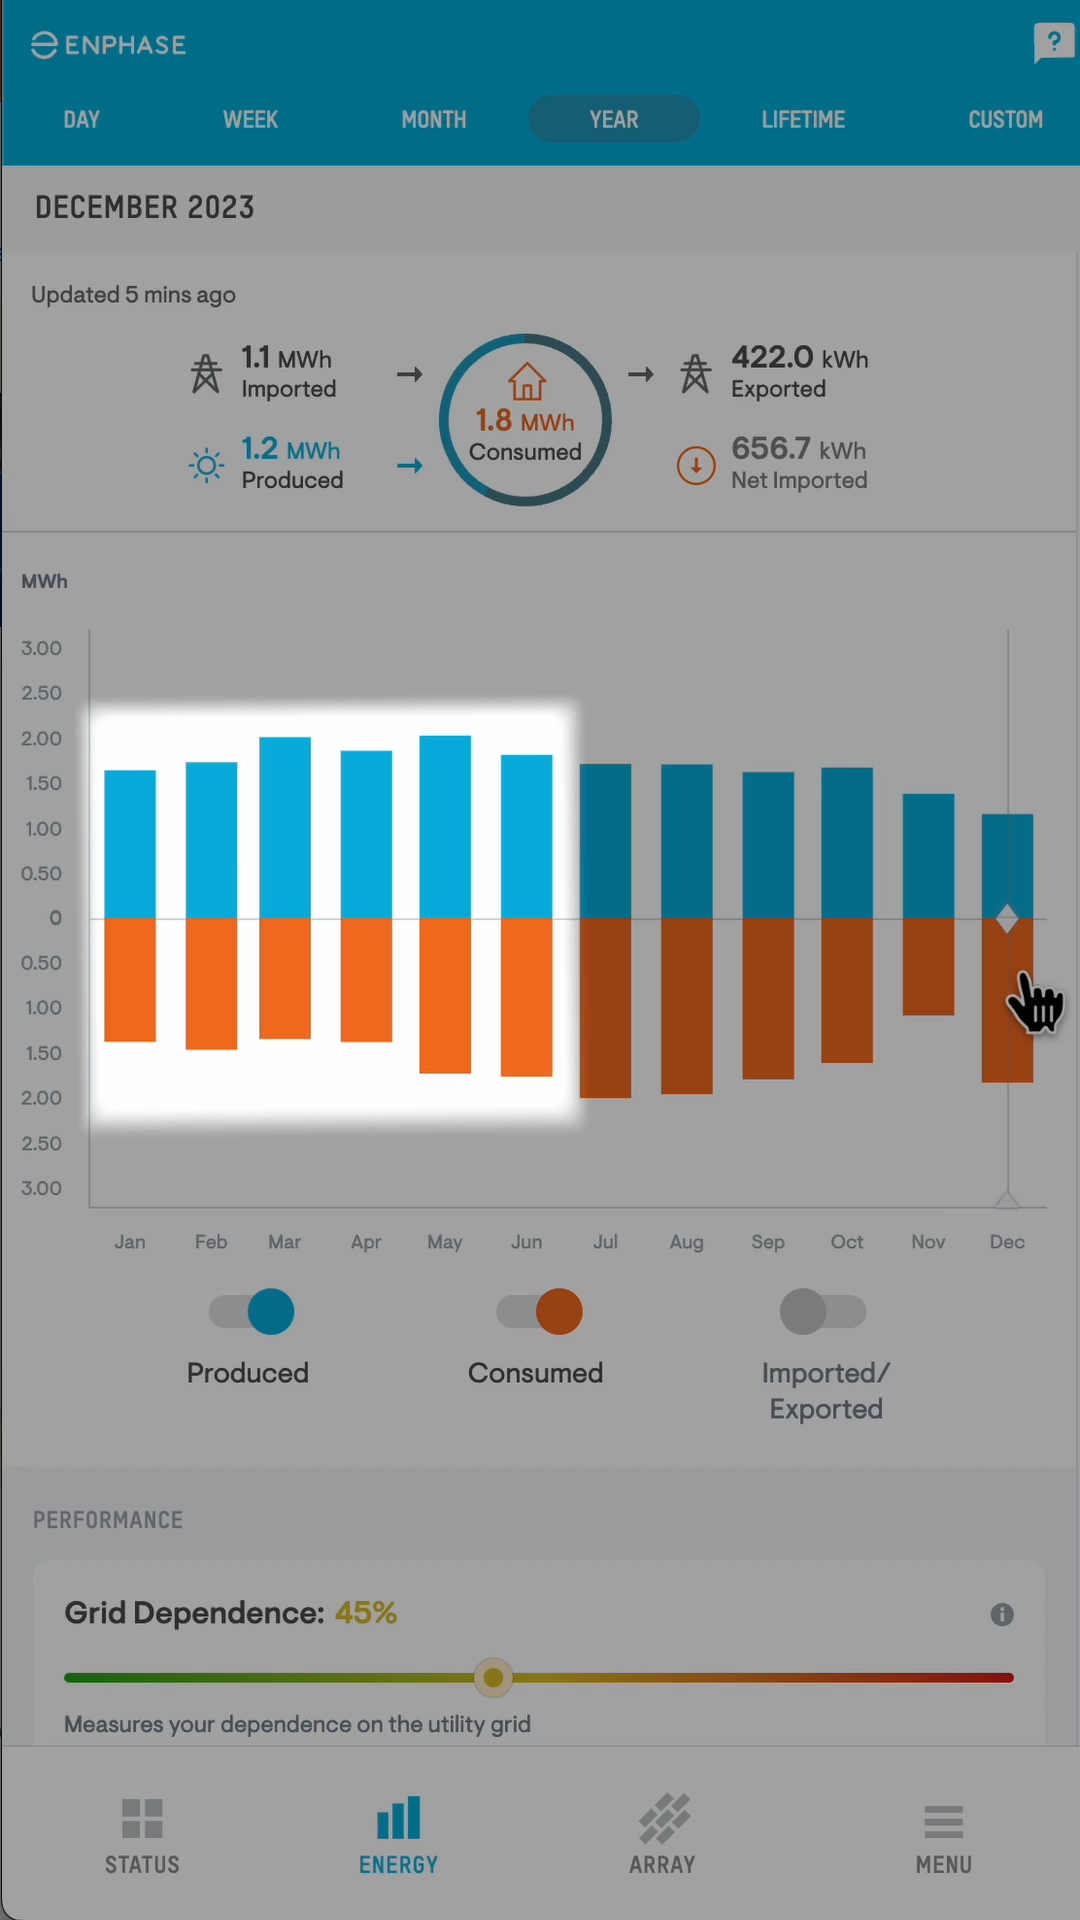 ENPHASE
?
DAY WEEK MONTH YEAR LIFETIME CUSTOM
DECEMBER 2023
Updated 5 mins ago
1.1 MWh
Imported
1.2 MWh
Produced
1.8 MWh
Consumed
422.0 kWh
Exported
656.7 kWh
Net Imported
MWh
3.00
2.50
2.00
1.50
1.00
0.50
0
0.50
1.00
1.50
2.00
2.50
3.00
Jan Feb Mar Apr May Jun Jul Aug Sep Oct Nov Dec
Produced
Consumed
Imported/
Exported
PERFORMANCE
Grid Dependence: 45%
i
Measures your dependence on the utility grid
STATUS ENERGY ARRAY MENU